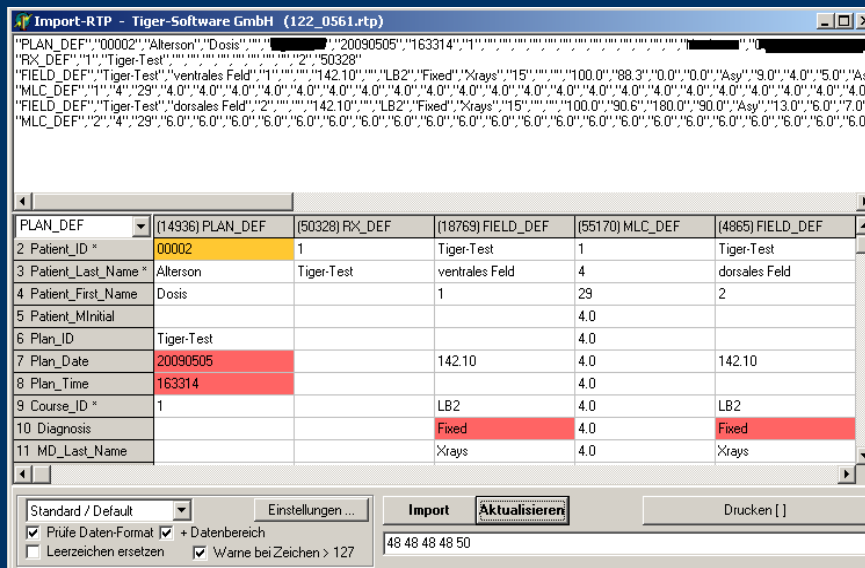 Import-RTP - Tiger-Software GmbH (122_0561.rtp)
"PLAN_DEF","00002","Alterson","Dosis","","","20090505","163314","1","","","","","","","","","","","","","","","","
"RX_DEF","1","Tiger-Test","","","","","","","","","","2","50328"
"FIELD_DEF","Tiger-Test","ventrales Feld","1","","","142.10","","LB2","Fixed","Xrays","15","","","100.0","88.3","0.0","0.0","Asy","9.0","4.0","5.0","As
"MLC_DEF","1","4","29","4.0","4.0","4.0","4.0","4.0","4.0","4.0","4.0","4.0","4.0","4.0","4.0","4.0","4.0","4.0","4.0","4.0","4.0","4.0","4.0
"FIELD_DEF","Tiger-Test","dorsales Feld","2","","","142.10","","LB2","Fixed","Xrays","15","","","100.0","90.6","180.0","90.0","Asy","13.0","6.0","7.0
"MLC_DEF","2","4","29","6.0","6.0","6.0","6.0","6.0","6.0","6.0","6.0","6.0","6.0","6.0","6.0","6.0","6.0","6.0","6.0","6.0","6.0","6.0","6.0
PLAN_DEF (14936) PLAN_DEF (50328) RX_DEF (18769) FIELD_DEF (55170) MLC_DEF (4865) FIELD_DEF
2 Patient_ID * 00002 1 Tiger-Test 1 Tiger-Test
3 Patient_Last_Name * Alterson Tiger-Test ventrales Feld 4 dorsales Feld
4 Patient_First_Name Dosis 1 29 2
5 Patient_MInitial 4.0
6 Plan_ID Tiger-Test 4.0
7 Plan_Date 20090505 142.10 4.0 142.10
8 Plan_Time 163314 4.0
9 Course_ID * 1 LB2 4.0 LB2
10 Diagnosis Fixed 4.0 Fixed
11 MD_Last_Name Xrays 4.0 Xrays
Standard / Default Einstellungen ... Import Aktualisieren Drucken [ ]
Prüfe Daten-Format + Datenbereich
Leerzeichen ersetzen Warne bei Zeichen > 127
48 48 48 48 50